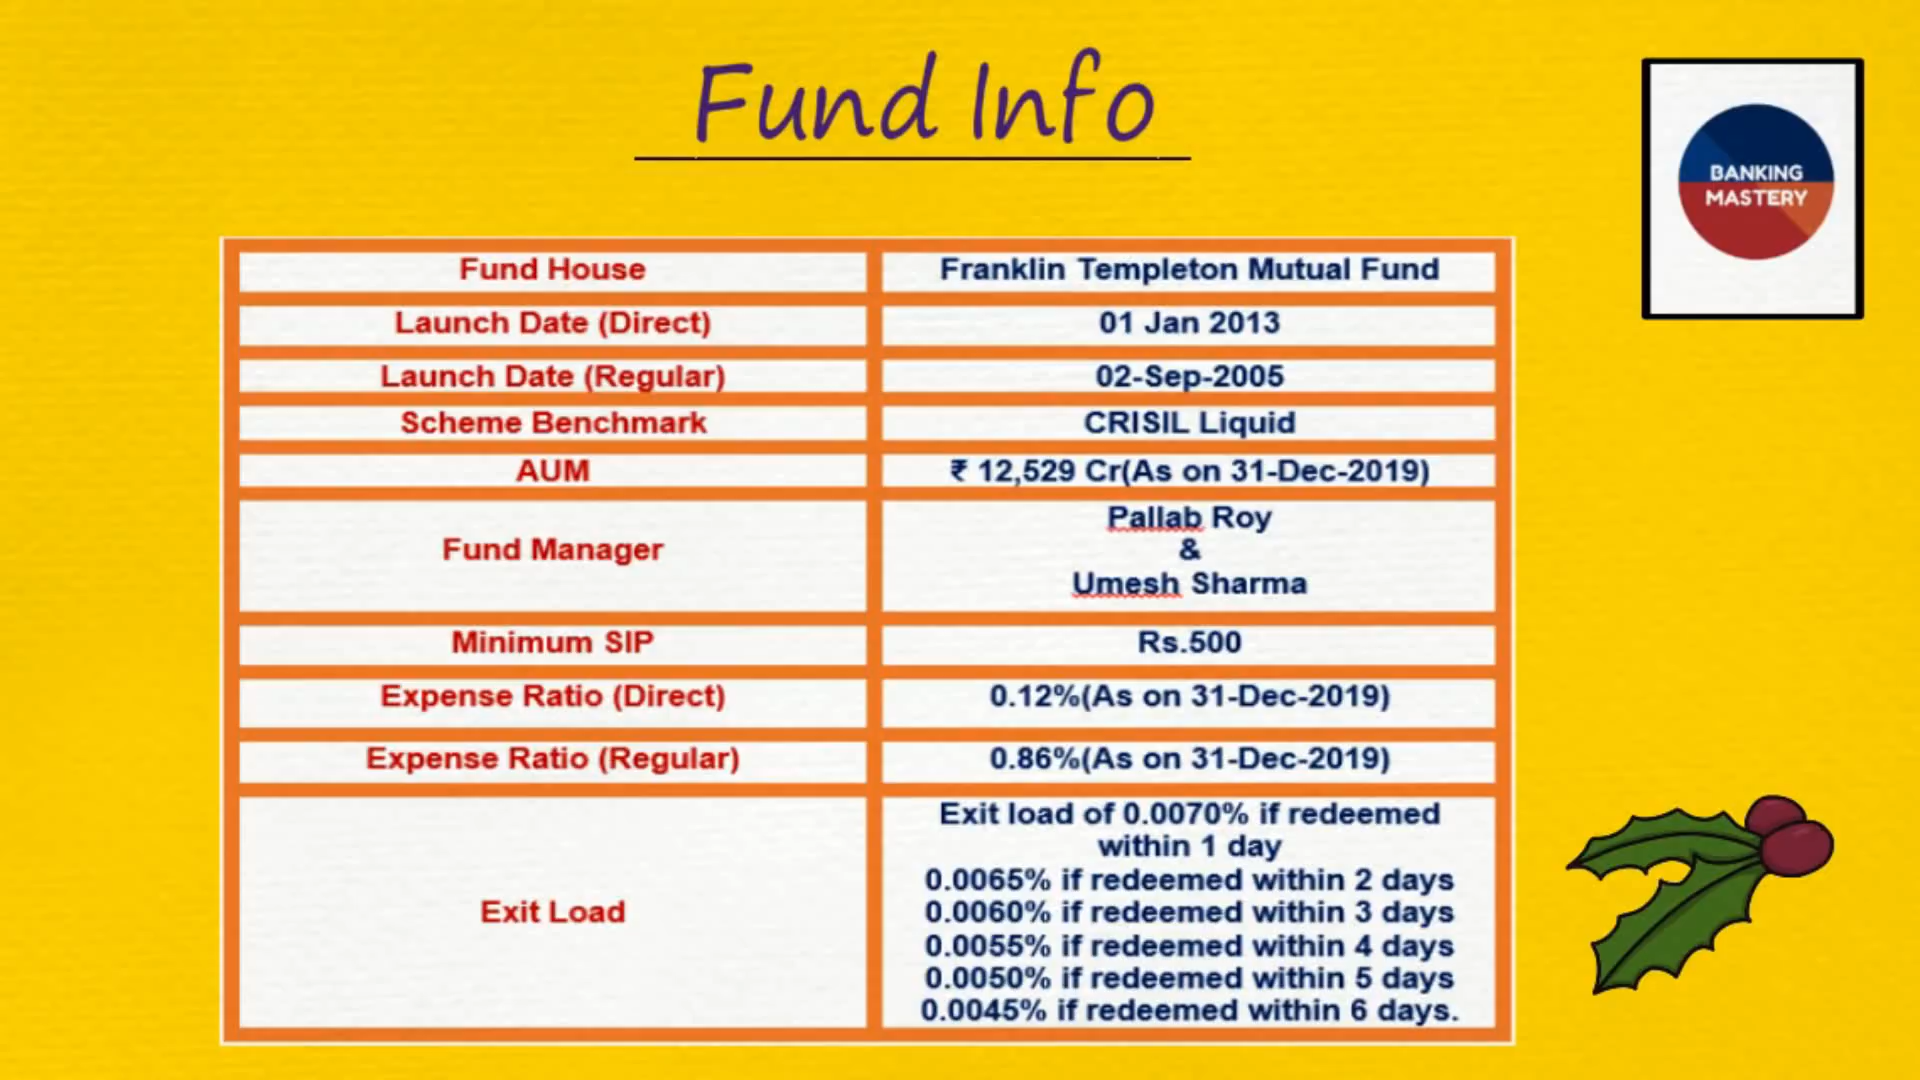 Fund Info
BANKING
MASTERY
Fund House Franklin Templeton Mutual Fund
Launch Date (Direct) 01 Jan 2013
Launch Date (Regular) 02-Sep-2005
Scheme Benchmark CRISIL Liquid
AUM ₹ 12,529 Cr(As on 31-Dec-2019)
Fund Manager
Pallab Roy
&
Umesh Sharma
Minimum SIP Rs.500
Expense Ratio (Direct) 0.12%(As on 31-Dec-2019)
Expense Ratio (Regular) 0.86%(As on 31-Dec-2019)
Exit Load
Exit load of 0.0070% if redeemed
within 1 day
0.0065% if redeemed within 2 days
0.0060% if redeemed within 3 days
0.0055% if redeemed within 4 days
0.0050% if redeemed within 5 days
0.0045% if redeemed within 6 days.